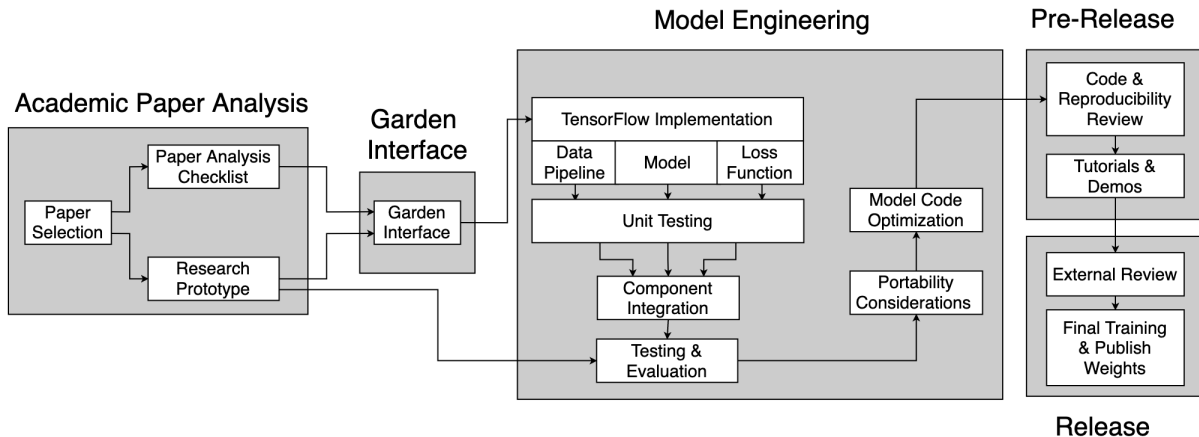 Academic Paper Analysis
Paper
Selection
Paper Analysis
Checklist
Research
Prototype
Garden
Interface
Garden
Interface
Model Engineering
TensorFlow Implementation
Data
Pipeline
Model
Loss
Function
Unit Testing
Component
Integration
Testing &
Evaluation
Model Code
Optimization
Portability
Considerations
Pre-Release
Code &
Reproducibility
Review
Tutorials &
Demos
External Review
Final Training
& Publish
Weights
Release